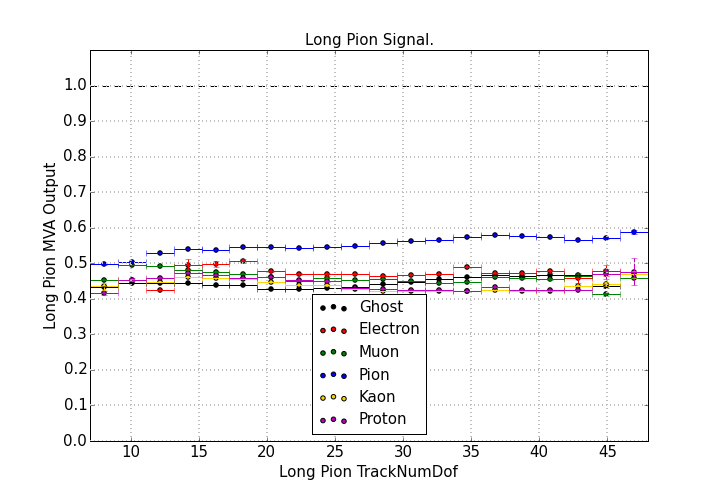 Long Pion Signal.
Long Pion MVA Output
1.0
0.9
0.8
0.7
0.6
0.5
0.4
0.3
0.2
0.1
0.0
Ghost
Electron
Muon
Pion
Kaon
Proton
10 15 20 25 30 35 40 45
Long Pion TrackNumDof